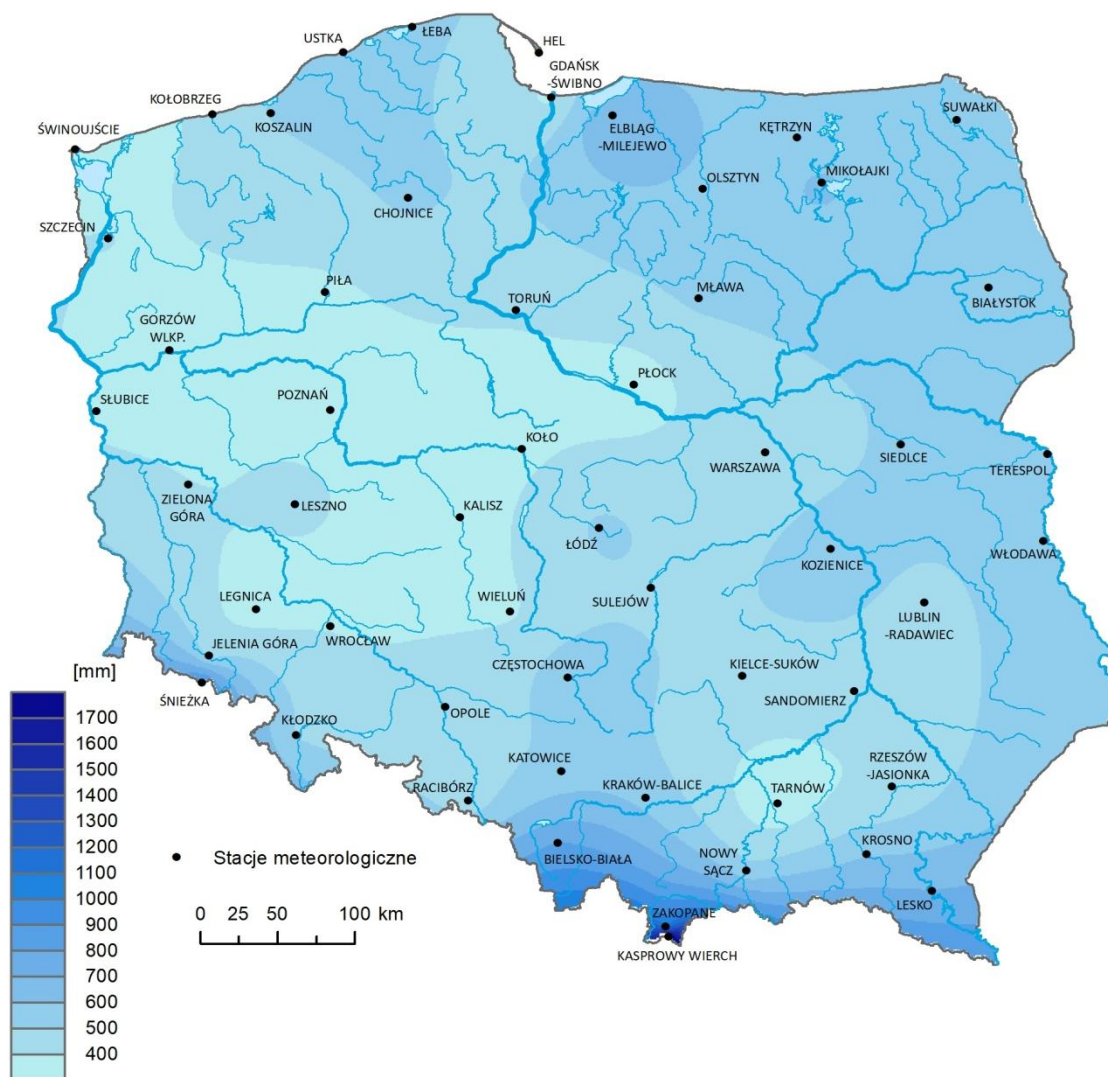 ŁEBA
USTKA
HEL
GDAŃSK
-ŚWIBNO
KOŁOBRZEG
KOSZALIN
SUWAŁKI
ŚWINOUJŚCIE
ELBLĄG
-MILEJEWO
KĘTRZYN
MIKOŁAJKI
OLSZTYN
CHOJNICE
SZCZECIN
PIŁA
MŁAWA
BIAŁYSTOK
TORUŃ
GORZÓW
WLKP.
PŁOCK
SŁUBICE
POZNAŃ
KOŁO
WARSZAWA
SIEDLCE
TERESPOL
ZIELONA
GÓRA
LESZNO
KALISZ
ŁÓDŹ
WŁODAWA
KOZIENICE
LEGNICA
WIELUŃ
SULEJÓW
LUBLIN
-RADAWIEC
WROCŁAW
JELENIA GÓRA
CZĘSTOCHOWA
KIELCE-SUKÓW
[mm]
SANDOMIERZ
ŚNIEŻKA
OPOLE
KŁODZKO
1700
1600
1500
1400
1300
1200
1100
1000
900
800
700
600
500
400
KATOWICE
RZESZÓW
-JASIONKA
RACIBÓRZ
KRAKÓW-BALICE
TARNÓW
KROSNO
BIELSKO-BIAŁA
NOWY
SĄCZ
LESKO
Stacje meteorologiczne
0 25 50 100 km
ZAKOPANE
KASPROWY WIERCH